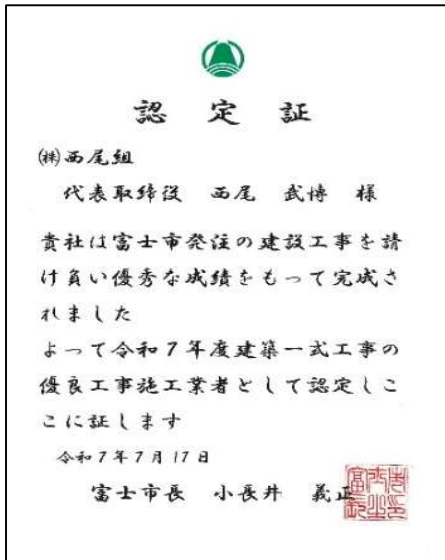 認定証
㈱西尾組
代表取締役 西尾 武博 様
貴社は富士市発注の建設工事を請
け負い優秀な成績をもって完成さ
れました
よって令和7年度建築一式工事の
優良工事施工業者として認定しこ
こに証します
令和7年7月17日
富士市長 小長井 義正